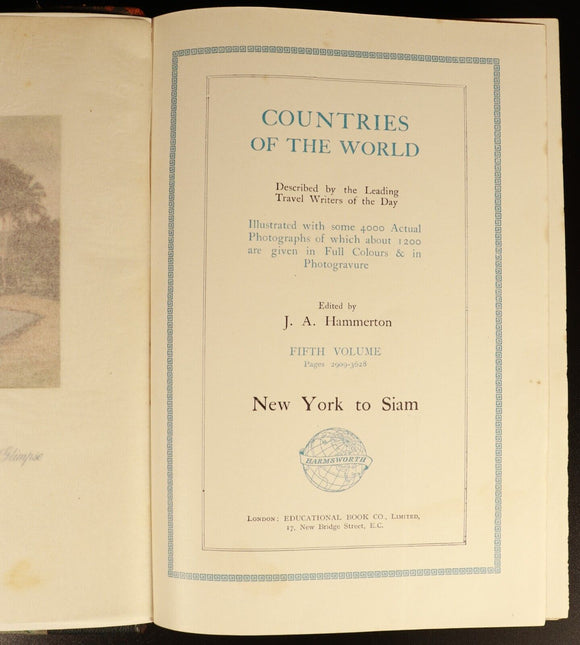 Glimpse
COUNTRIES
OF THE WORLD
Described by the Leading
Travel Writers of the Day
Illustrated with some 4000 Actual
Photographs of which about 1200
are given in Full Colours & in
Photogravure
Edited by
J. A. Hammerton
FIFTH VOLUME
Pages 2909-3628
New York to Siam
HARMSWORTH
London: EDUCATIONAL BOOK CO., Limited,
17, New Bridge Street, E.C.